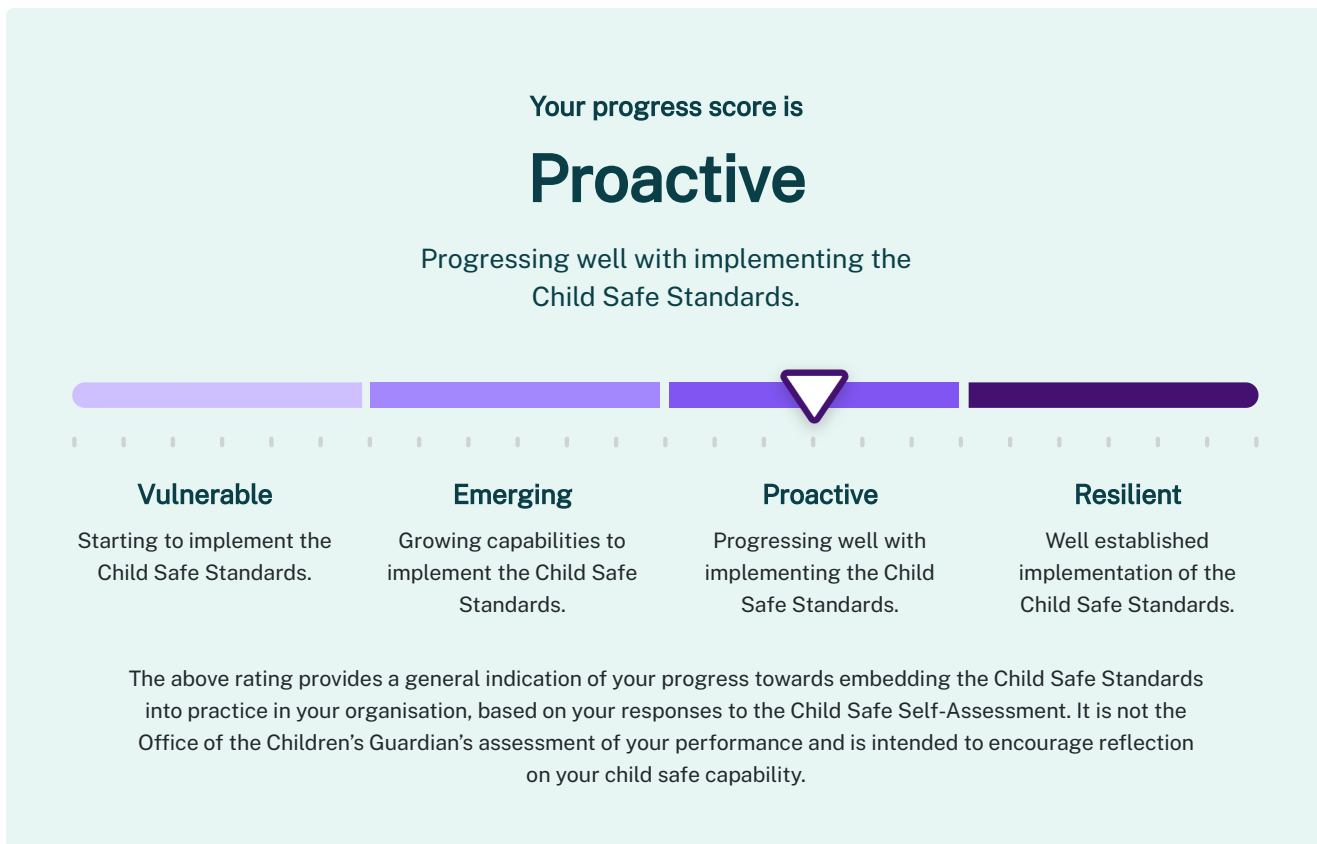 Your progress score is
Proactive
Progressing well with implementing the
Child Safe Standards.
Vulnerable
Starting to implement the
Child Safe Standards.
Emerging
Growing capabilities to
implement the Child Safe
Standards.
Proactive
Progressing well with
implementing the Child
Safe Standards.
Resilient
Well established
implementation of the
Child Safe Standards.
The above rating provides a general indication of your progress towards embedding the Child Safe Standards
into practice in your organisation, based on your responses to the Child Safe Self-Assessment. It is not the
Office of the Children’s Guardian’s assessment of your performance and is intended to encourage reflection
on your child safe capability.